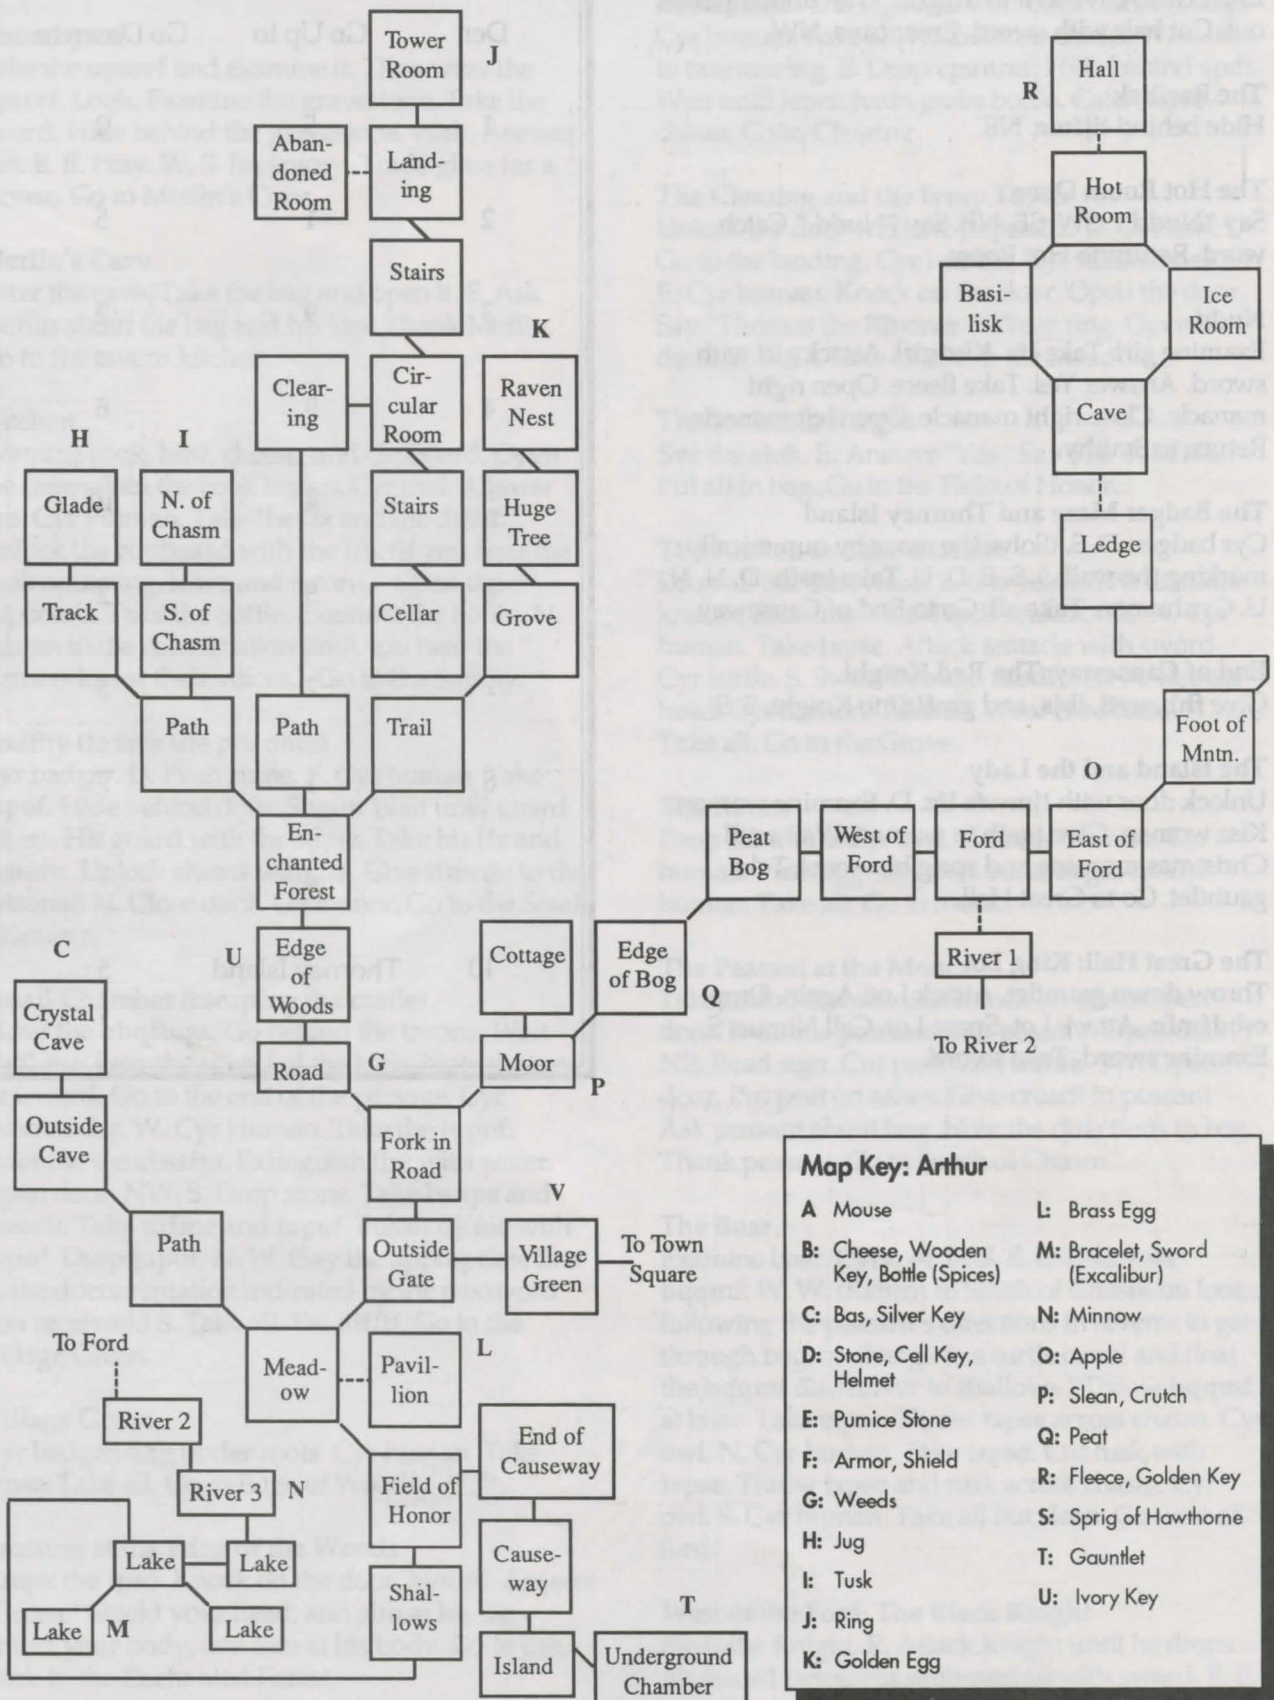 Tower
Room
J
Aban-
doned
Room
Land-
ing
Stairs
K
Clear-
ing
Cir-
cular
Room
Raven
Nest
H
I
Glade
N. of
Chasm
Stairs
Huge
Tree
Track
S. of
Chasm
Cellar
Grove
Path
Path
Trail
En-
chanted
Forest
C
U
Edge
of
Woods
Cottage
Edge
of Bog
Q
Peat
Bog
West of
Ford
Ford
East of
Ford
O
Foot of
Mntn.
River 1
To River 2
R
Hall
Hot
Room
Basi-
lisk
Ice
Room
Cave
Ledge
Crystal
Cave
Road
G
Moor
P
Outside
Cave
Fork in
Road
V
Path
Outside
Gate
Village
Green
To Town
Square
To Ford
Mead-
ow
Pavil-
lion
L
River 2
End of
Causeway
River 3
N
Field of
Honor
Lake
Lake
Cause-
way
Lake
M
Lake
Shal-
lows
T
Island
Underground
Chamber
Map Key: Arthur
A Mouse
B: Cheese, Wooden
Key, Bottle (Spices)
C: Bas, Silver Key
D: Stone, Cell Key,
Helmet
E: Pumice Stone
F: Armor, Shield
G: Weeds
H: Jug
I: Tusk
J: Ring
K: Golden Egg
L: Brass Egg
M: Bracelet, Sword
(Excalibur)
N: Minnow
O: Apple
P: Slean, Crutch
Q: Peat
R: Fleece, Golden Key
S: Sprig of Hawthorne
T: Gauntlet
U: Ivory Key